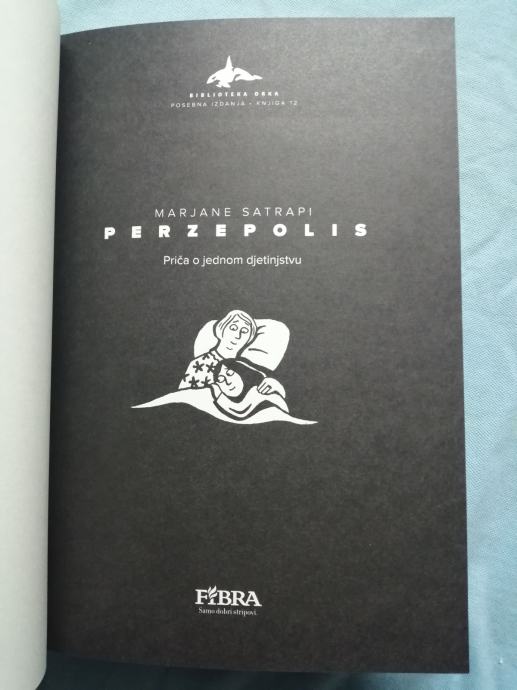 BIBLIOTEKA ORKA
POSEBNA IZDANJA • KNJIGA 12
MARJANE SATRAPI
PERZEPOLIS
Priča o jednom djetinjstvu
FIBRA
Samo dobri stripovi.